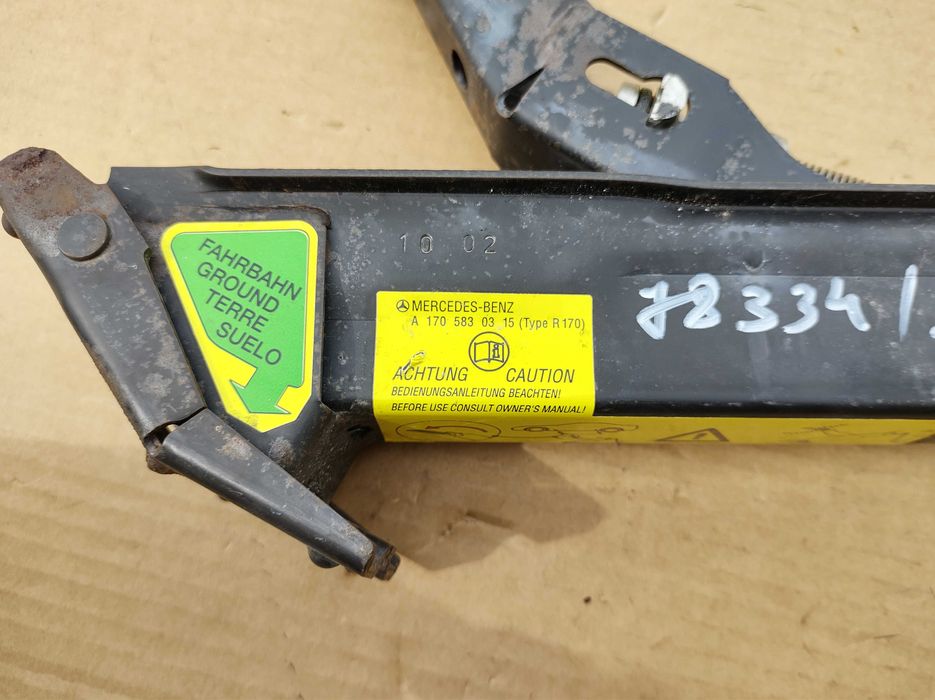 10 02
FAHRBAHN
GROUND
TERRE
SUELO
MERCEDES-BENZ
A 170 583 03 15 (Type R170)
ACHTUNG CAUTION
BEDIENUNGSANLEITUNG BEACHTEN!
BEFORE USE CONSULT OWNER'S MANUAL!
78334/